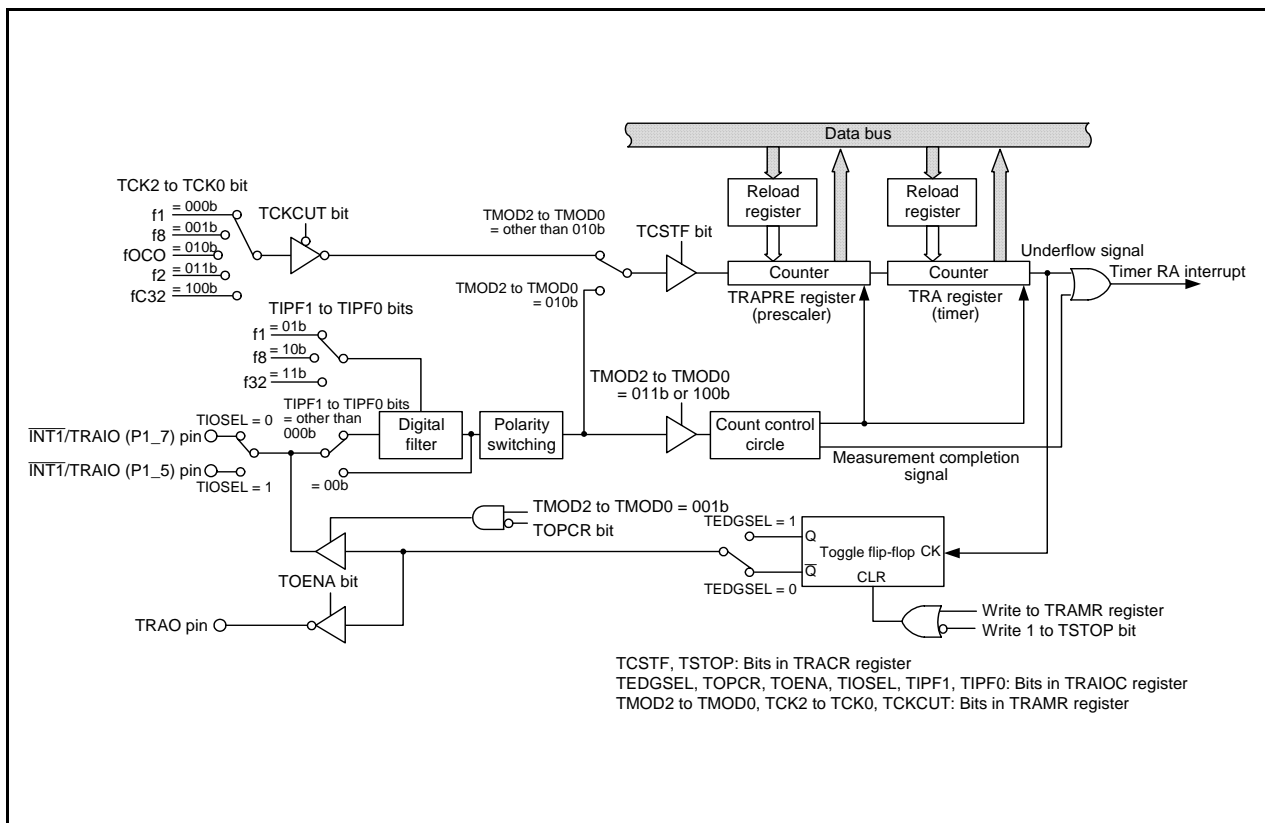 Data bus
TCK2 to TCK0 bit
f1
= 000b
f8
= 001b
fOCO
= 010b
f2
= 011b
fC32
= 100b
TCKCUT bit
TMOD2 to TMOD0
= other than 010b
TCSTF bit
Reload
register
Reload
register
Counter
TRAPRE register
(prescaler)
Counter
TRA register
(timer)
Underflow signal
Timer RA interrupt
TMOD2 to TMOD0
= 010b
TIPF1 to TIPF0 bits
f1
= 01b
f8
= 10b
f32
= 11b
TMOD2 to TMOD0
= 011b or 100b
TIOSEL = 0
INT1/TRAIO (P1_7) pin
INT1/TRAIO (P1_5) pin
TIOSEL = 1
TIPF1 to TIPF0 bits
= other than
000b
= 00b
Digital
filter
Polarity
switching
Count control
circle
Measurement completion
signal
TMOD2 to TMOD0 = 001b
TOPCR bit
TEDGSEL = 1
Q
Toggle flip-flop
CK
Q
CLR
TEDGSEL = 0
TOENA bit
TRAO pin
Write to TRAMR register
Write 1 to TSTOP bit
TCSTF, TSTOP: Bits in TRACR register
TEDGSEL, TOPCR, TOENA, TIOSEL, TIPF1, TIPF0: Bits in TRAIOC register
TMOD2 to TMOD0, TCK2 to TCK0, TCKCUT: Bits in TRAMR register